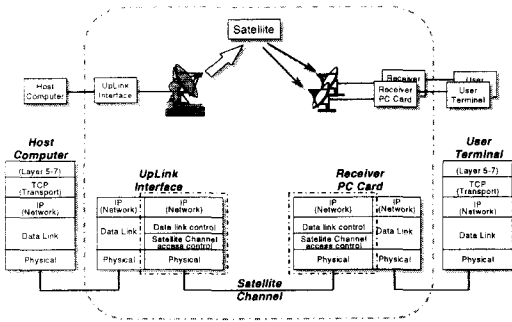 Satellite
Host
Computer
UpLink
Interface
Receiver
Receiver
PC Card
User
User
Terminal
Host
Computer
(Layer 5-7)
TCP
(Transport)
IP
(Network)
Data Link
Physical
UpLink
Interface
IP
(Network)
Data Link
Physical
IP
(Network)
Data link control
Satellite Channel
access control
Physical
Satellite
Channel
Receiver
PC Card
IP
(Network)
Data link control
Satellite Channel
access control
Physical
IP
(Network)
Data Link
Physical
User
Terminal
(Layer 5-7)
TCP
(Transport)
IP
(Network)
Data Link
Physical